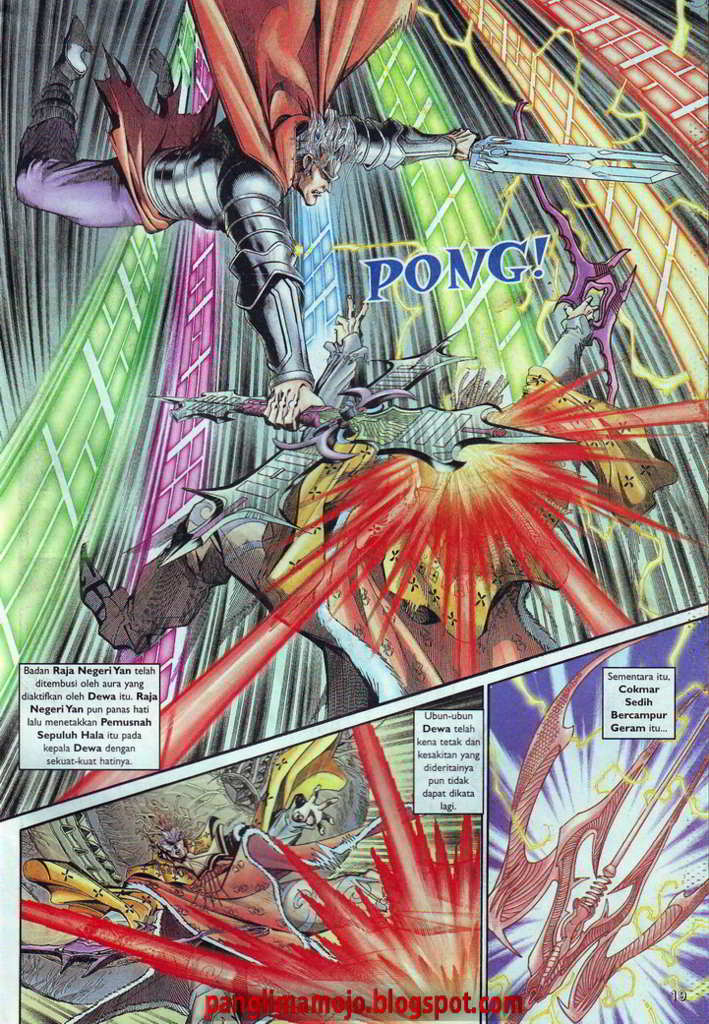 PONG!
Badan Raja Negeri Yan telah
ditembusi oleh aura yang
diaktifkan oleh Dewa itu. Raja
Negeri Yan pun panas hati
lalu menetakkan Pemusnah
Sepuluh Hala itu pada
kepala Dewa dengan
sekuat-kuat hatinya.
Ubun-ubun
Dewa telah
kena tetak dan
kesakitan yang
dideritainya
pun tidak
dapat dikata
lagi.
Sementara itu,
Cokmar
Sedih
Bercampur
Geram itu...
19
panglimamojo.blogspot.com